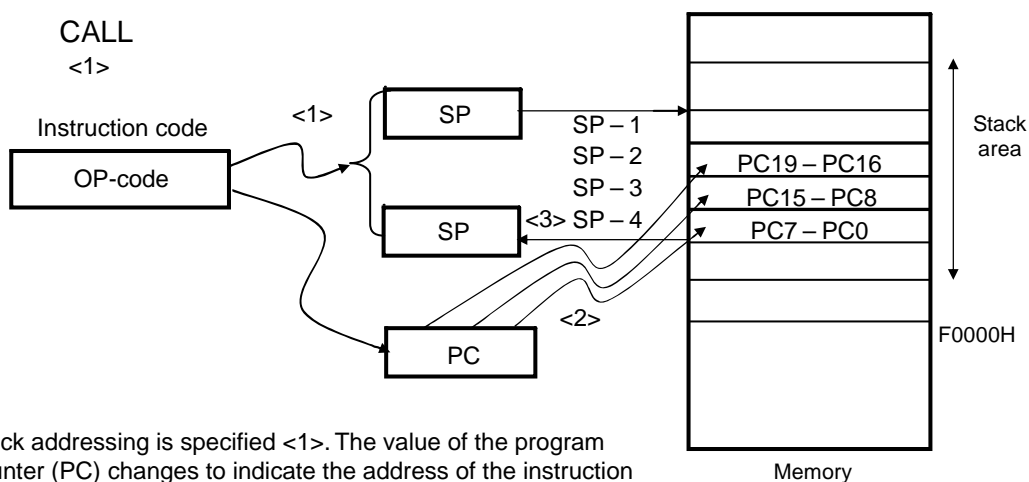 CALL
<1>
Instruction code
OP-code
<1>
SP
SP
PC
SP – 1
SP – 2
SP – 3
<3> SP – 4
<2>
PC19 – PC16
PC15 – PC8
PC7 – PC0
Stack
area
F0000H
Memory
ck addressing is specified <1>. The value of the program
unter (PC) changes to indicate the address of the instruction